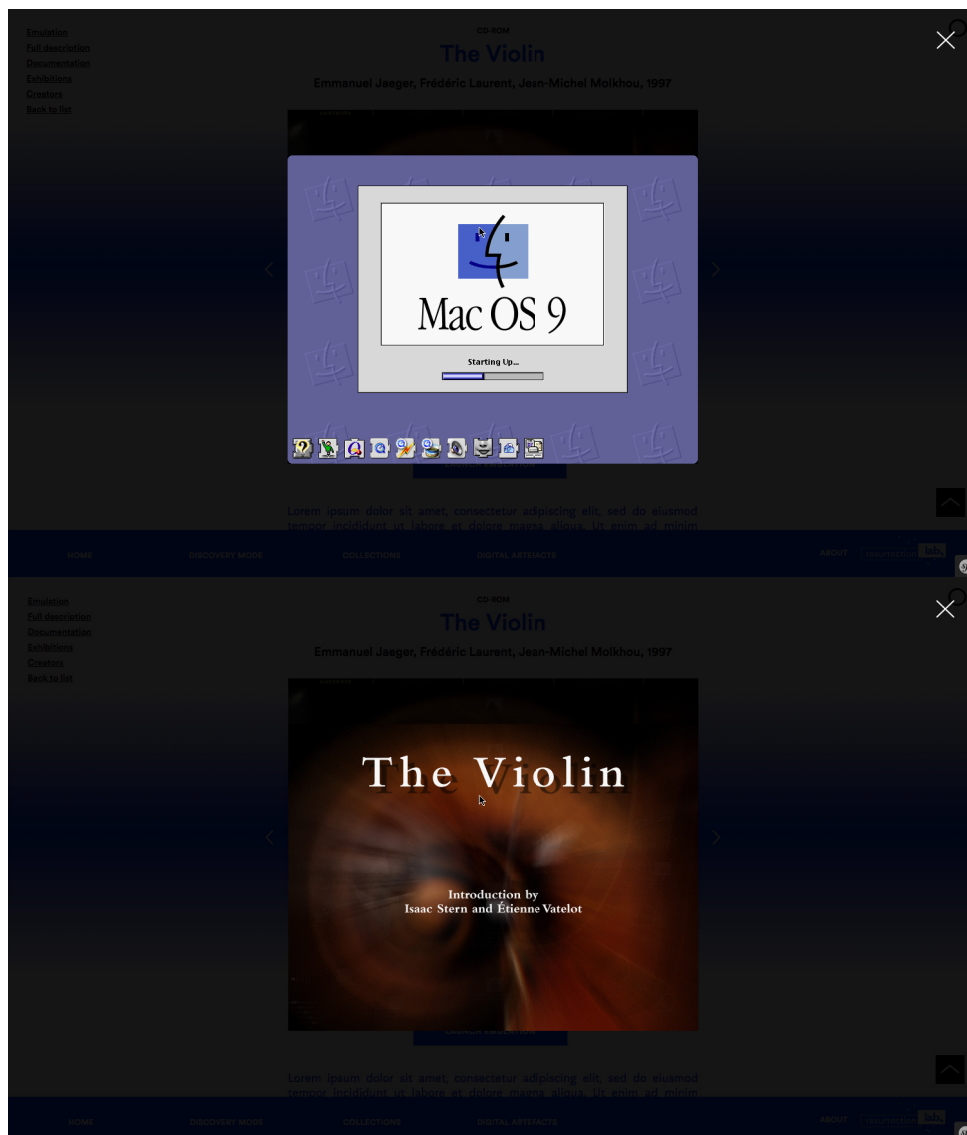 Emulation
Full description
Documentation
Exhibitions
Creators
Back to list
CD-ROM
The Violin
Emmanuel Jaeger, Frédéric Laurent, Jean-Michel Molkhou, 1997
Mac OS 9
Starting Up...
LAUNCH EMULATION
Lorem ipsum dolor sit amet, consectetur adipiscing elit, sed do eiusmod
tempor incididunt ut labore et dolore magna aliqua. Ut enim ad minim
HOME
DISCOVERY MODE
COLLECTIONS
DIGITAL ARTEFACTS
ABOUT
resurrection lab.
Emulation
Full description
Documentation
Exhibitions
Creators
Back to list
CD-ROM
The Violin
Emmanuel Jaeger, Frédéric Laurent, Jean-Michel Molkhou, 1997
The Violin
Introduction by
Isaac Stern and Étienne Vatelot
LAUNCH EMULATION
Lorem ipsum dolor sit amet, consectetur adipiscing elit, sed do eiusmod
tempor incididunt ut labore et dolore magna aliqua. Ut enim ad minim
HOME
DISCOVERY MODE
COLLECTIONS
DIGITAL ARTEFACTS
ABOUT
resurrection lab.